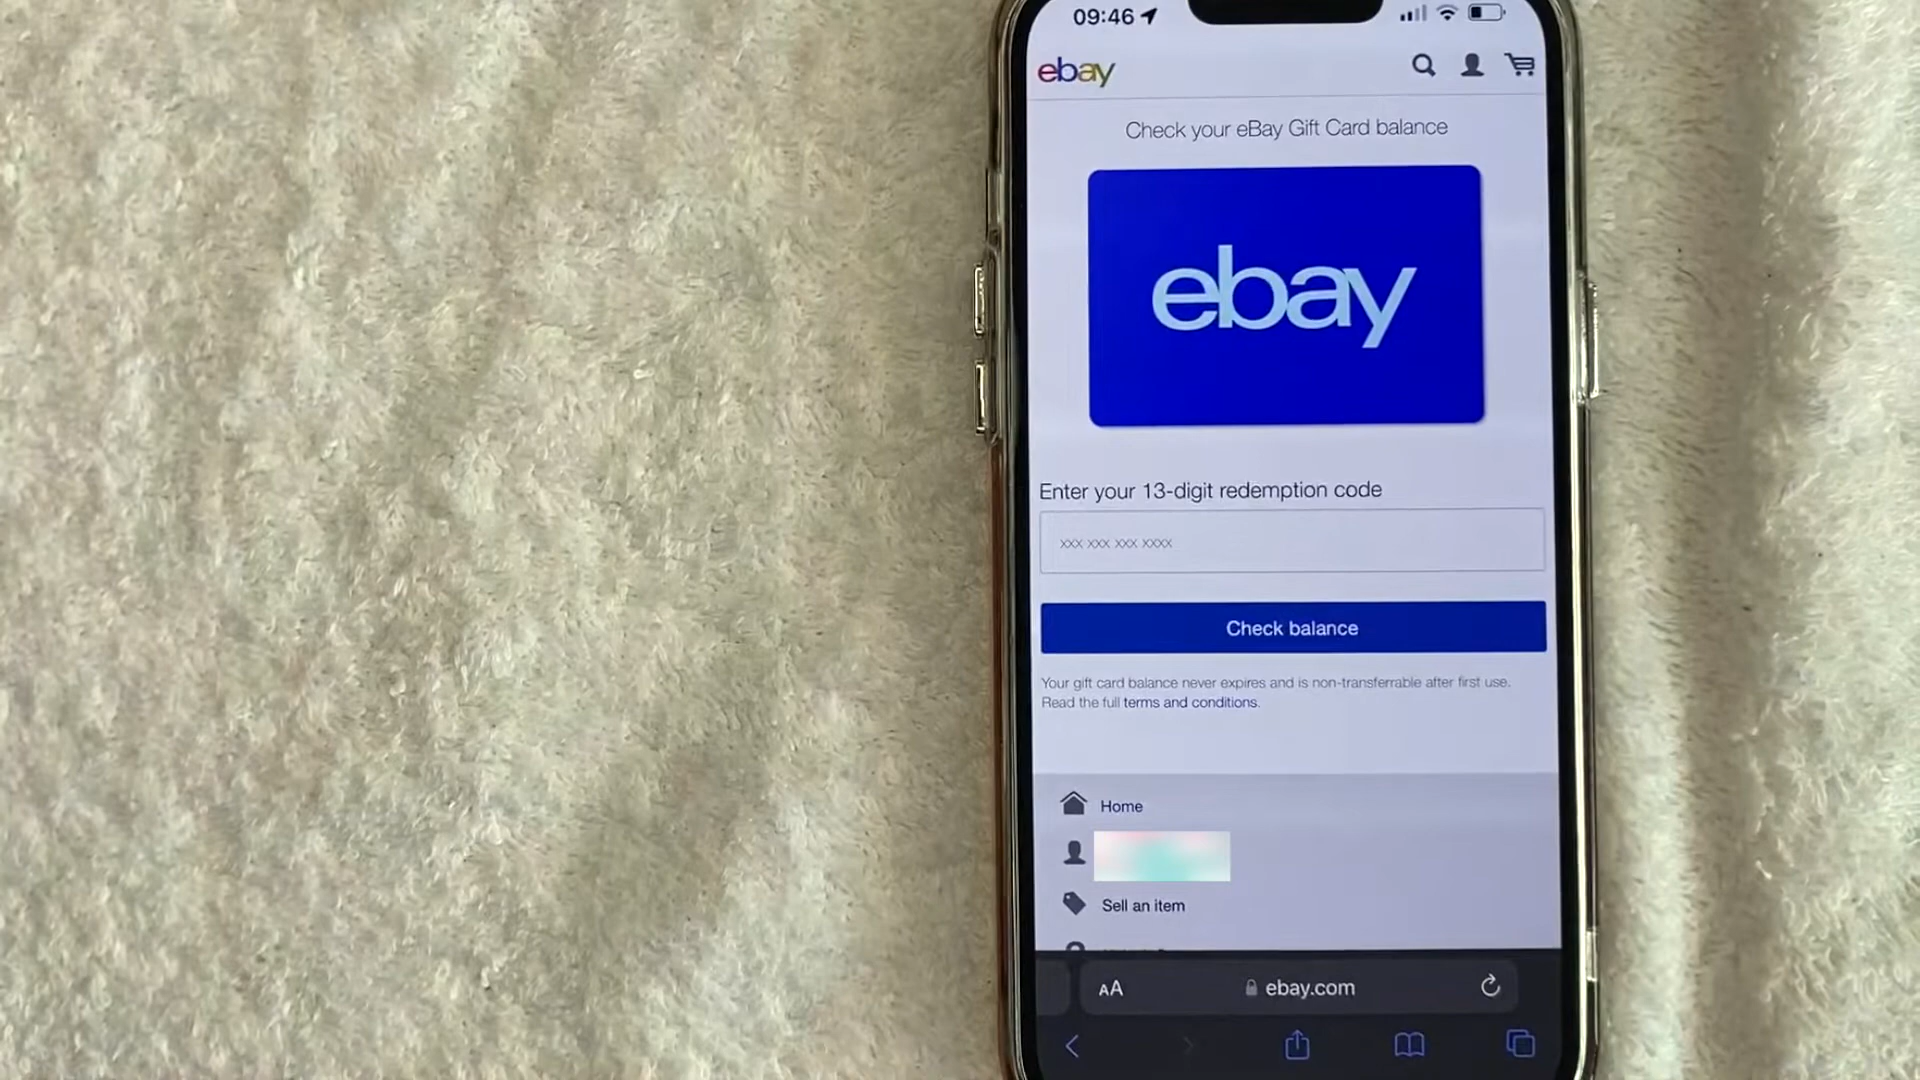 09:46
ebay
Check your eBay Gift Card balance
ebay
Enter your 13-digit redemption code
xxx xxx xxx xxxx
Check balance
Your gift card balance never expires and is non-transferrable after first use.
Read the full terms and conditions.
Home
Sell an item
AA ebay.com